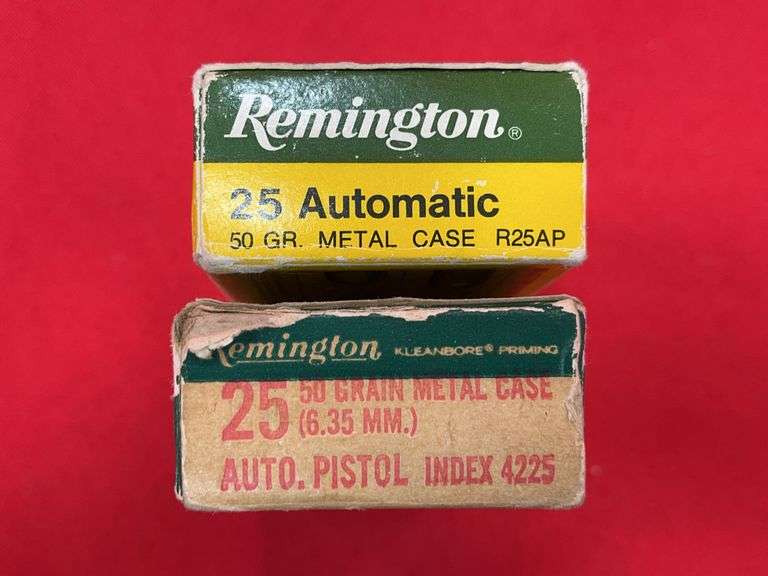 Remington®
25 Automatic
50 GR. METAL CASE R25AP
Remington KLEANBORE® PRIMING
25 50 GRAIN METAL CASE
(6.35 MM.)
AUTO. PISTOL INDEX 4225